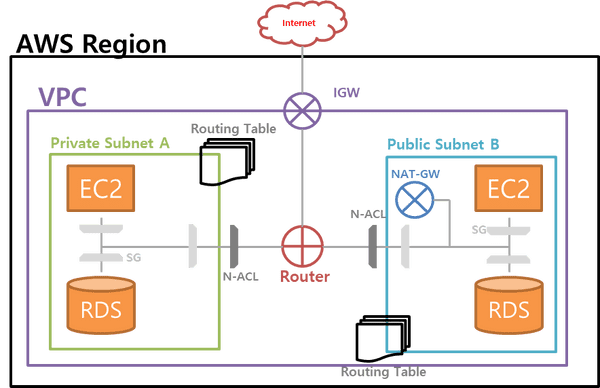 Internet
AWS Region
IGW
VPC
Routing Table
Private Subnet A
Public Subnet B
NAT-GW
EC2
EC2
N-ACL
SG
SG
N-ACL
Router
RDS
RDS
Routing Table